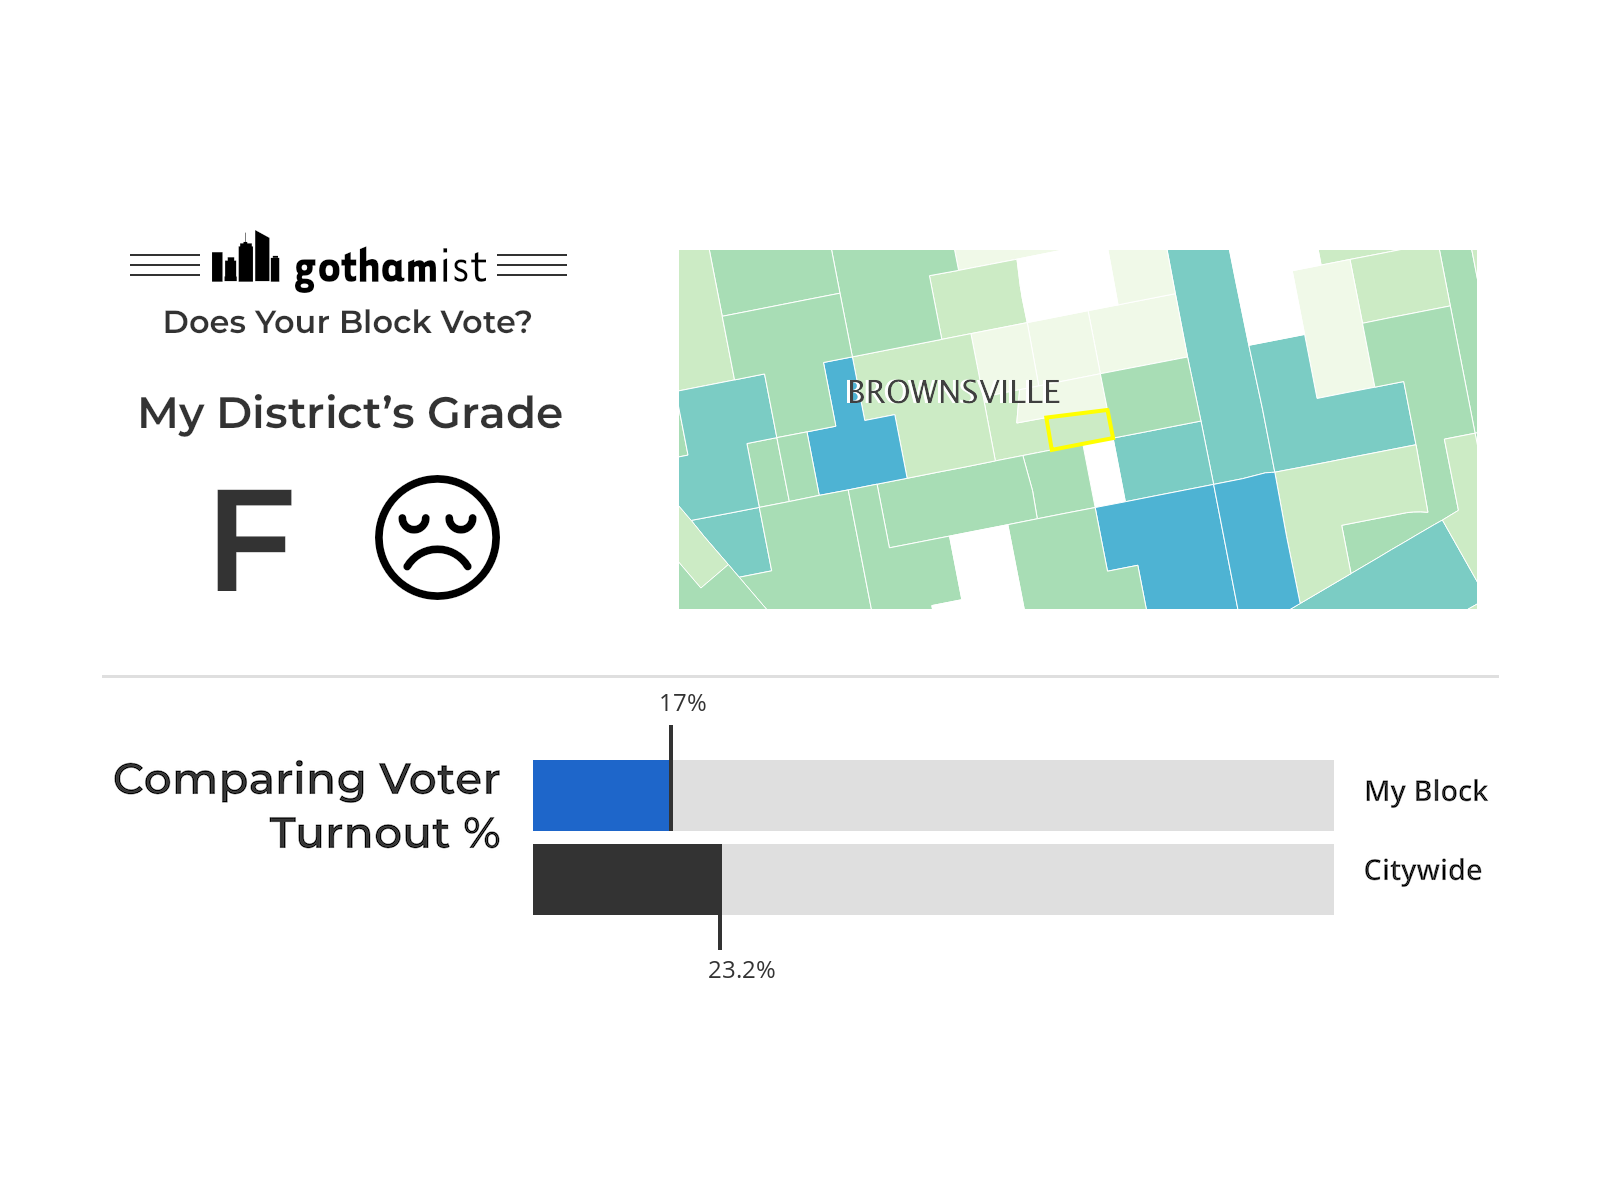 gothamist
Does Your Block Vote?
My District's Grade
F
BROWNSVILLE
17%
Comparing Voter
Turnout %
My Block
Citywide
23.2%